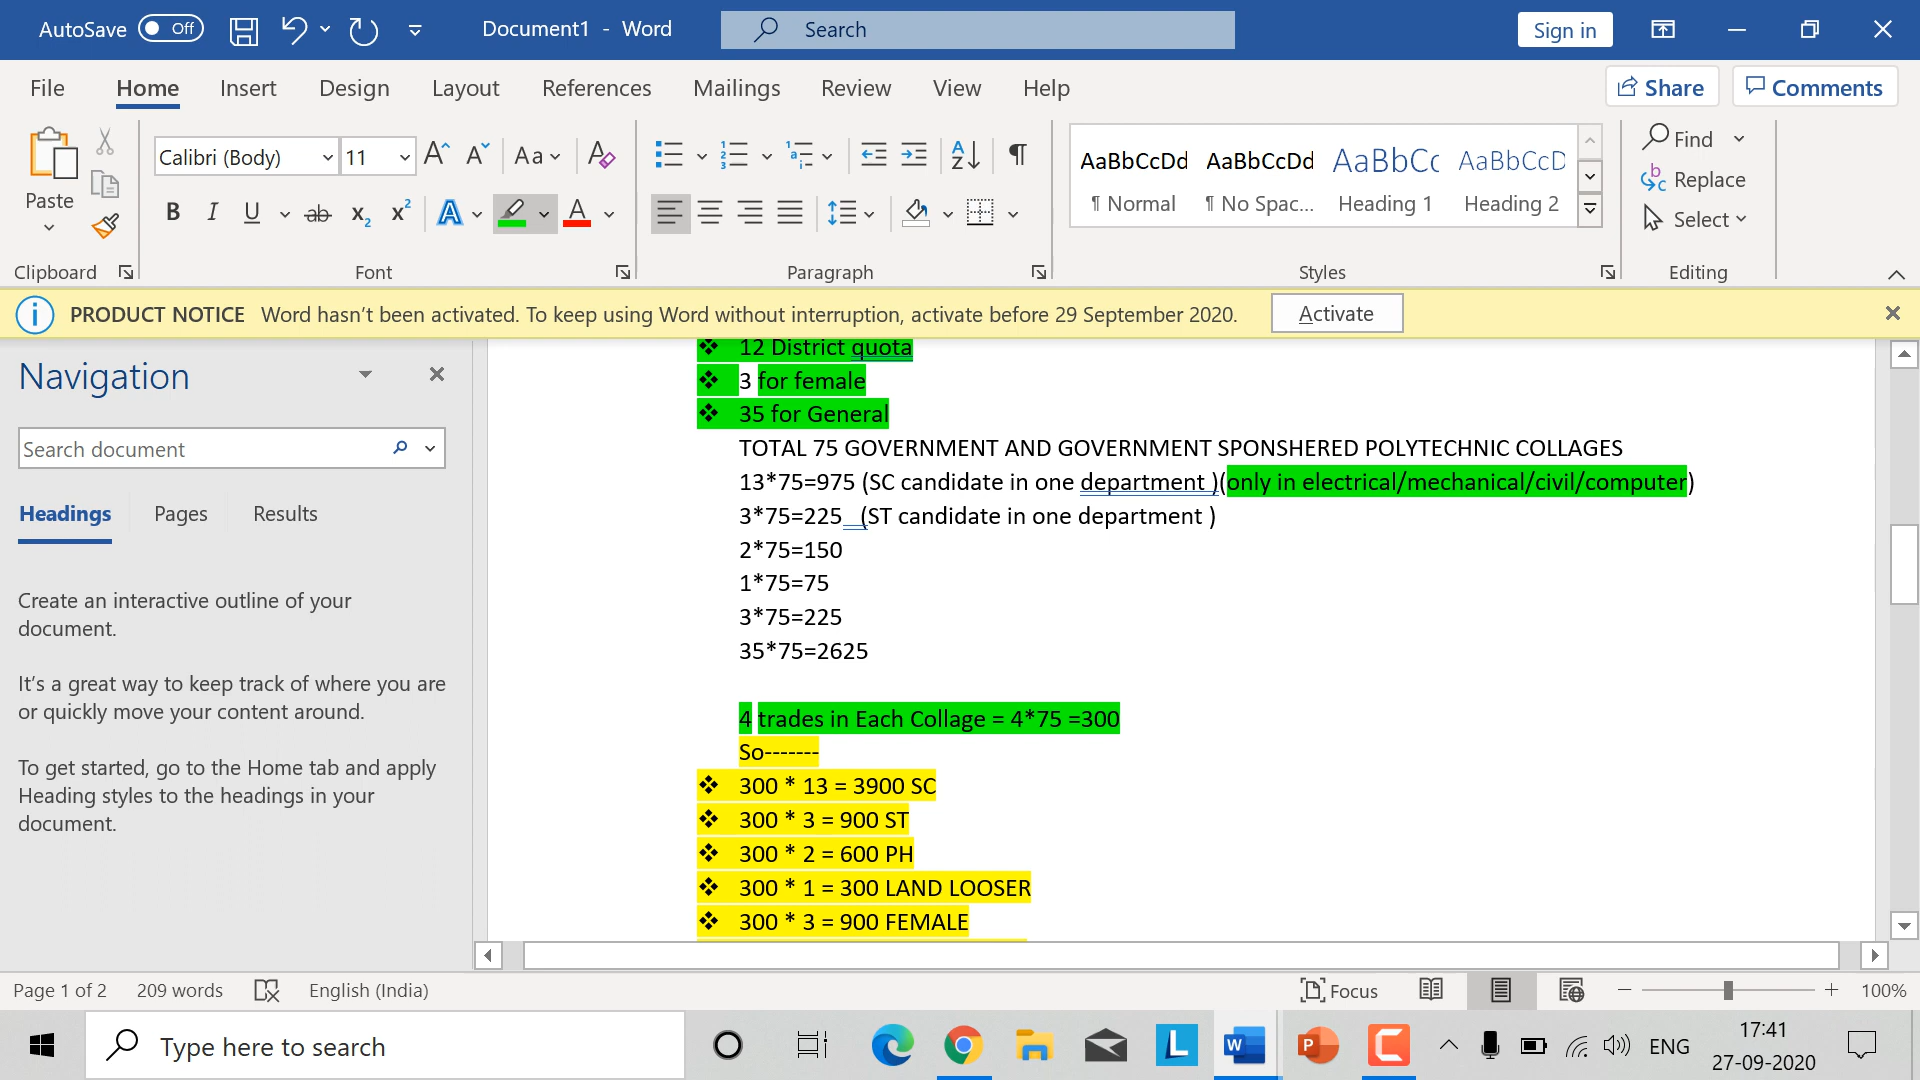 AutoSave Off Document1 - Word Search Sign in
File Home Insert Design Layout References Mailings Review View Help Share Comments
Paste Calibri (Body) 11 Aa AaBbCcDd AaBbCcDd AaBbCc AaBbCcD Find
¶ Normal ¶ No Spac... Heading 1 Heading 2 Replace
B I U ab x₂ x² A A Select
Clipboard Font Paragraph Styles Editing
PRODUCT NOTICE Word hasn't been activated. To keep using Word without interruption, activate before 29 September 2020. Activate
Navigation
Search document
Headings Pages Results
Create an interactive outline of your
document.
It's a great way to keep track of where you are
or quickly move your content around.
To get started, go to the Home tab and apply
Heading styles to the headings in your
document.
❖ 12 District quota
❖ 3 for female
❖ 35 for General
TOTAL 75 GOVERNMENT AND GOVERNMENT SPONSHERED POLYTECHNIC COLLAGES
13*75=975 (SC candidate in one department )(only in electrical/mechanical/civil/computer)
3*75=225 (ST candidate in one department )
2*75=150
1*75=75
3*75=225
35*75=2625
4 trades in Each Collage = 4*75 =300
So-------
❖ 300 * 13 = 3900 SC
❖ 300 * 3 = 900 ST
❖ 300 * 2 = 600 PH
❖ 300 * 1 = 300 LAND LOOSER
❖ 300 * 3 = 900 FEMALE
Page 1 of 2 209 words English (India) Focus 100%
Type here to search ENG 17:41
27-09-2020